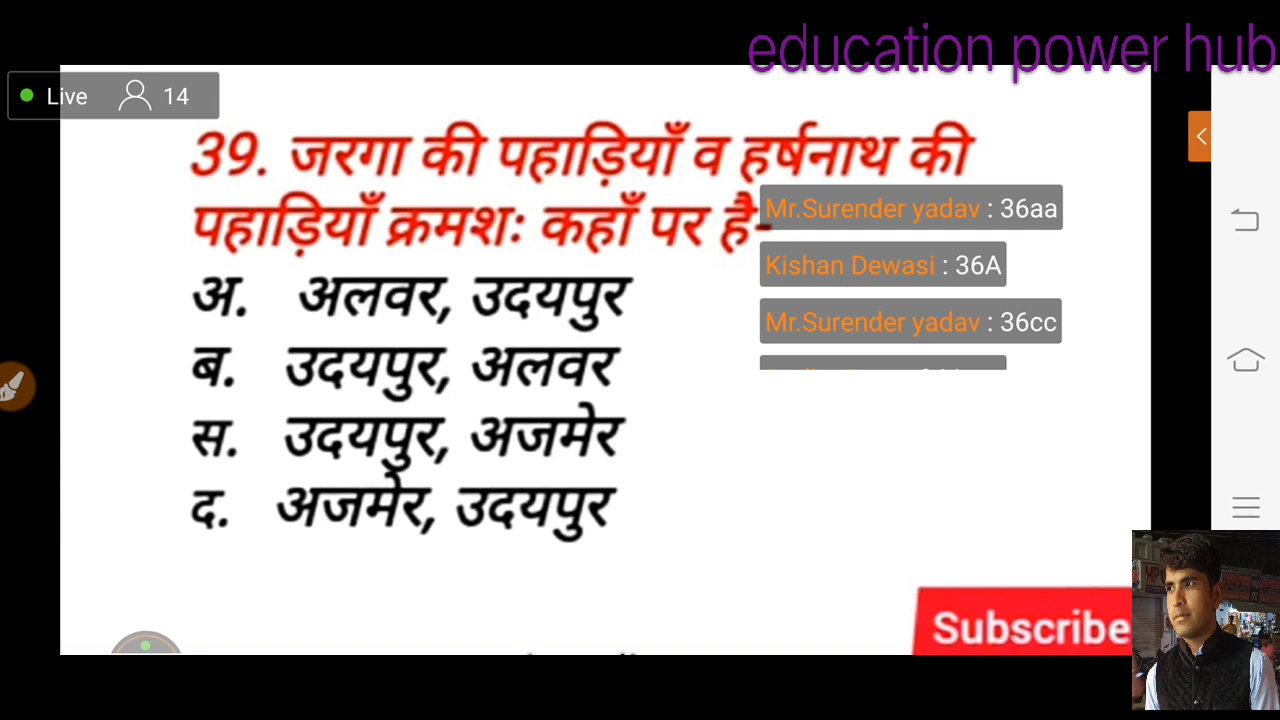 education power hub
Live 14
39. जरगा की पहाड़ियाँ व हर्षनाथ की
पहाड़ियाँ क्रमशः कहाँ पर है-
Mr.Surender yadav : 36aa
Kishan Dewasi : 36A
Mr.Surender yadav : 36cc
अ. अलवर, उदयपुर
ब. उदयपुर, अलवर
स. उदयपुर, अजमेर
द. अजमेर, उदयपुर
Subscribe